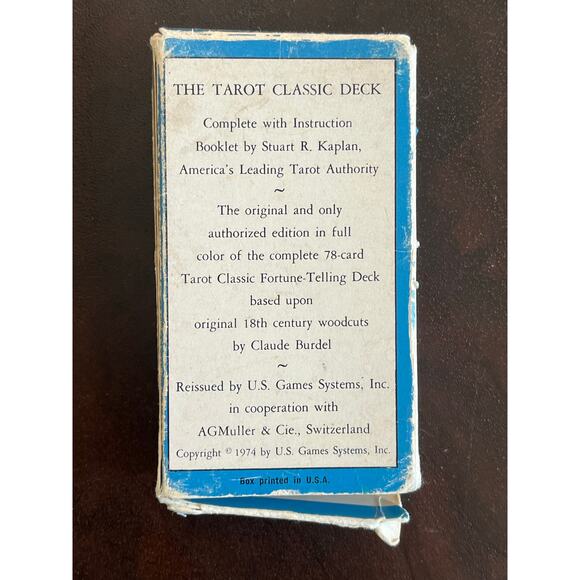 THE TAROT CLASSIC DECK
Complete with Instruction
Booklet by Stuart R. Kaplan,
America's Leading Tarot Authority
~
The original and only
authorized edition in full
color of the complete 78-card
Tarot Classic Fortune-Telling Deck
based upon
original 18th century woodcuts
by Claude Burdel
~
Reissued by U.S. Games Systems, Inc.
in cooperation with
AGMuller & Cie., Switzerland
Copyright © 1974 by U.S. Games Systems, Inc.
Box printed in U.S.A.